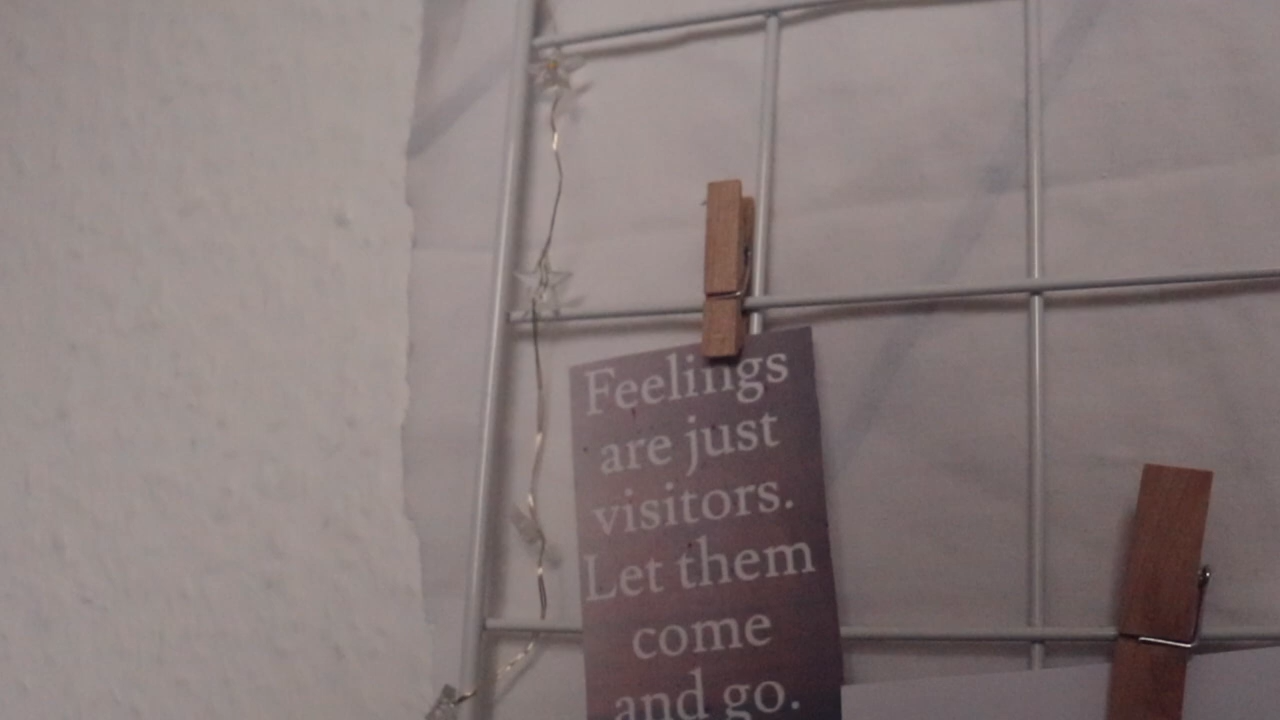 Feelings
are just
visitors.
Let them
come
and go.